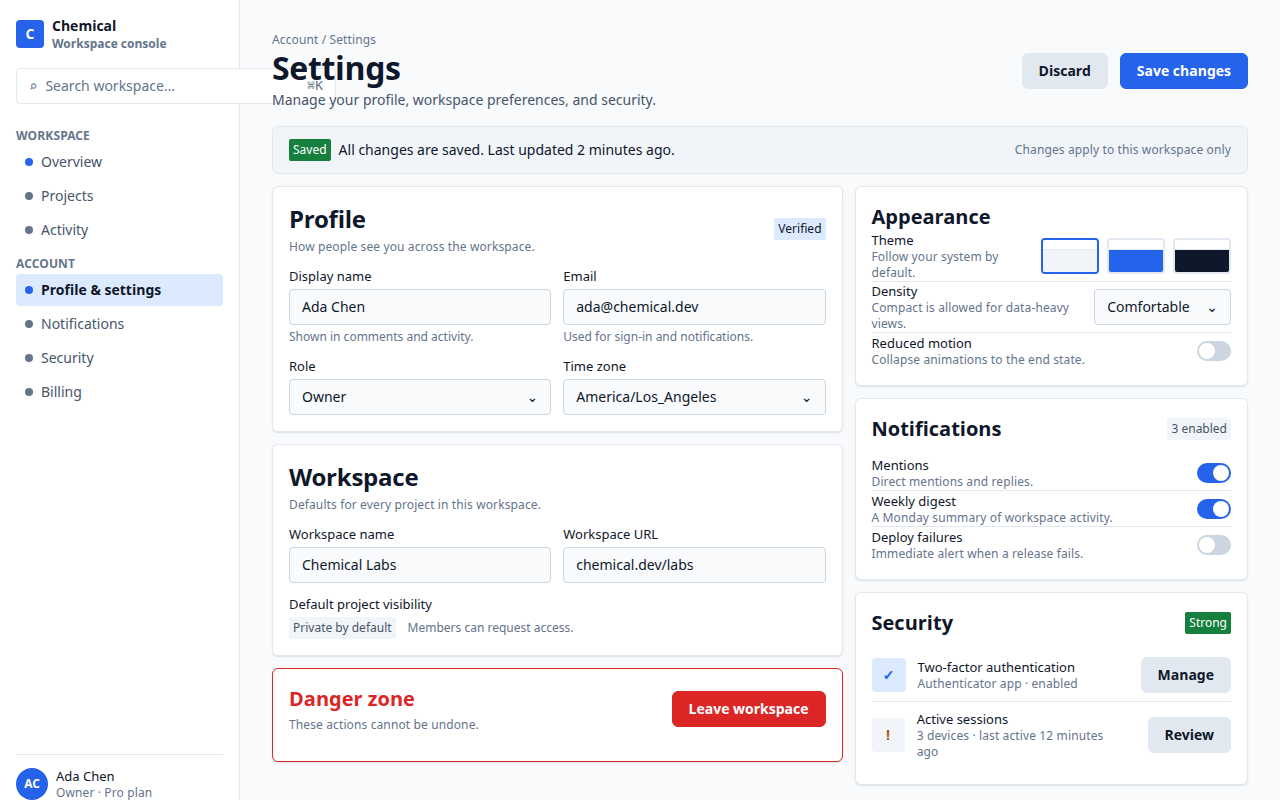 C
Chemical
Workspace console
⌕ Search workspace... ⌘K
WORKSPACE
Overview
Projects
Activity
ACCOUNT
Profile & settings
Notifications
Security
Billing
AC
Ada Chen
Owner · Pro plan
Account / Settings
Settings
Manage your profile, workspace preferences, and security.
Discard
Save changes
Saved All changes are saved. Last updated 2 minutes ago.
Changes apply to this workspace only
Profile
How people see you across the workspace.
Verified
Display name
Ada Chen
Shown in comments and activity.
Email
ada@chemical.dev
Used for sign-in and notifications.
Role
Owner
Time zone
America/Los_Angeles
Workspace
Defaults for every project in this workspace.
Workspace name
Chemical Labs
Workspace URL
chemical.dev/labs
Default project visibility
Private by default Members can request access.
Danger zone
These actions cannot be undone.
Leave workspace
Appearance
Theme
Follow your system by
default.
Density
Compact is allowed for data-heavy
views.
Comfortable
Reduced motion
Collapse animations to the end state.
Notifications
3 enabled
Mentions
Direct mentions and replies.
Weekly digest
A Monday summary of workspace activity.
Deploy failures
Immediate alert when a release fails.
Security
Strong
✓
Two-factor authentication
Authenticator app · enabled
Manage
!
Active sessions
3 devices · last active 12 minutes
ago
Review